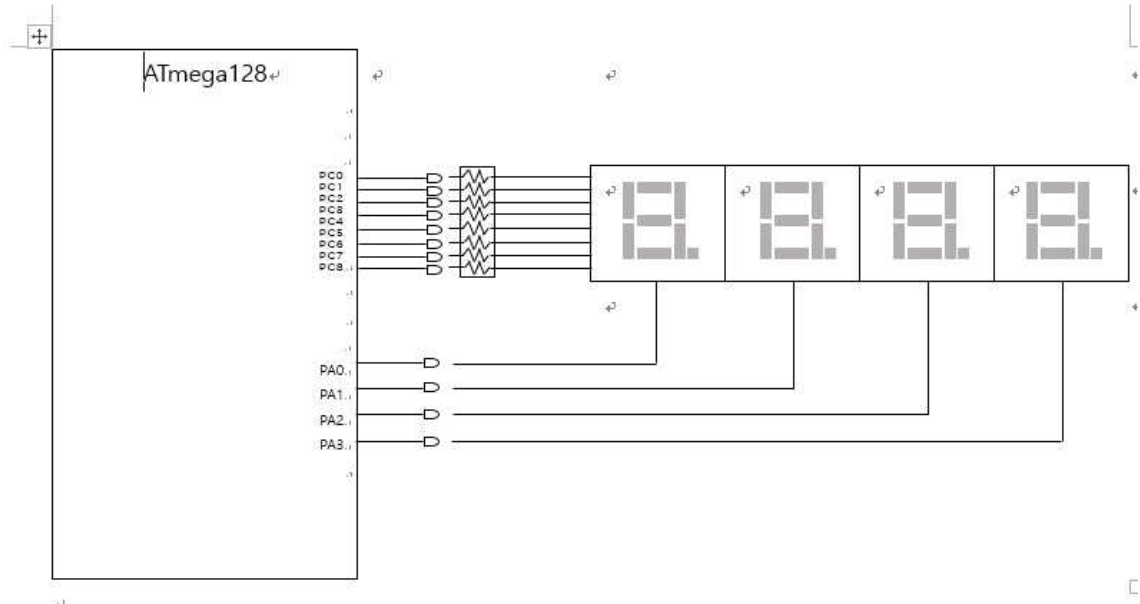 ATmega128
PC0
PC1
PC2
PC3
PC4
PC5
PC6
PC7
PC8
PA0
PA1
PA2
PA3